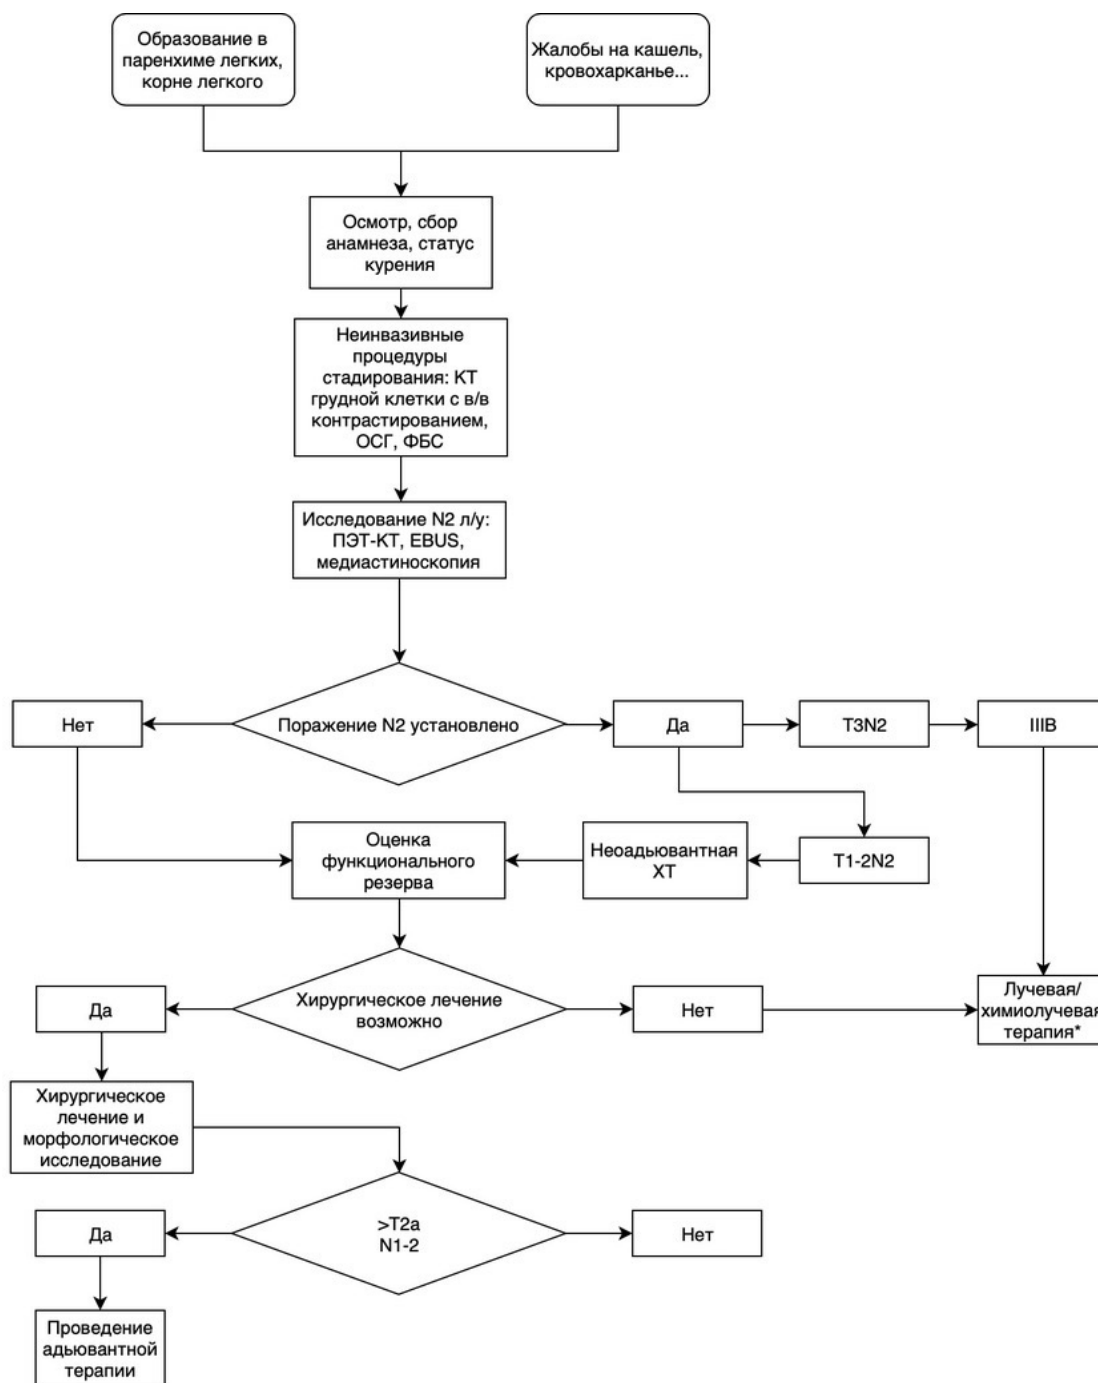 Образование в
паренхиме легких,
корне легкого
Жалобы на кашель,
кровохарканье...
Осмотр, сбор
анамнеза, статус
курения
Неинвазивные
процедуры
стадирования: КТ
грудной клетки с в/в
контрастированием,
ОСГ, ФБС
Исследование N2 л/у:
ПЭТ-КТ, EBUS,
медиастиноскопия
Нет
Поражение N2 установлено
Да
T3N2
IIIB
Оценка
функционального
резерва
Неоадьювантная
ХТ
T1-2N2
Да
Хирургическое лечение
возможно
Нет
Лучевая/
химиолучевая
терапия*
Хирургическое
лечение и
морфологическое
исследование
Да
>T2a
N1-2
Нет
Проведение
адьювантной
терапии